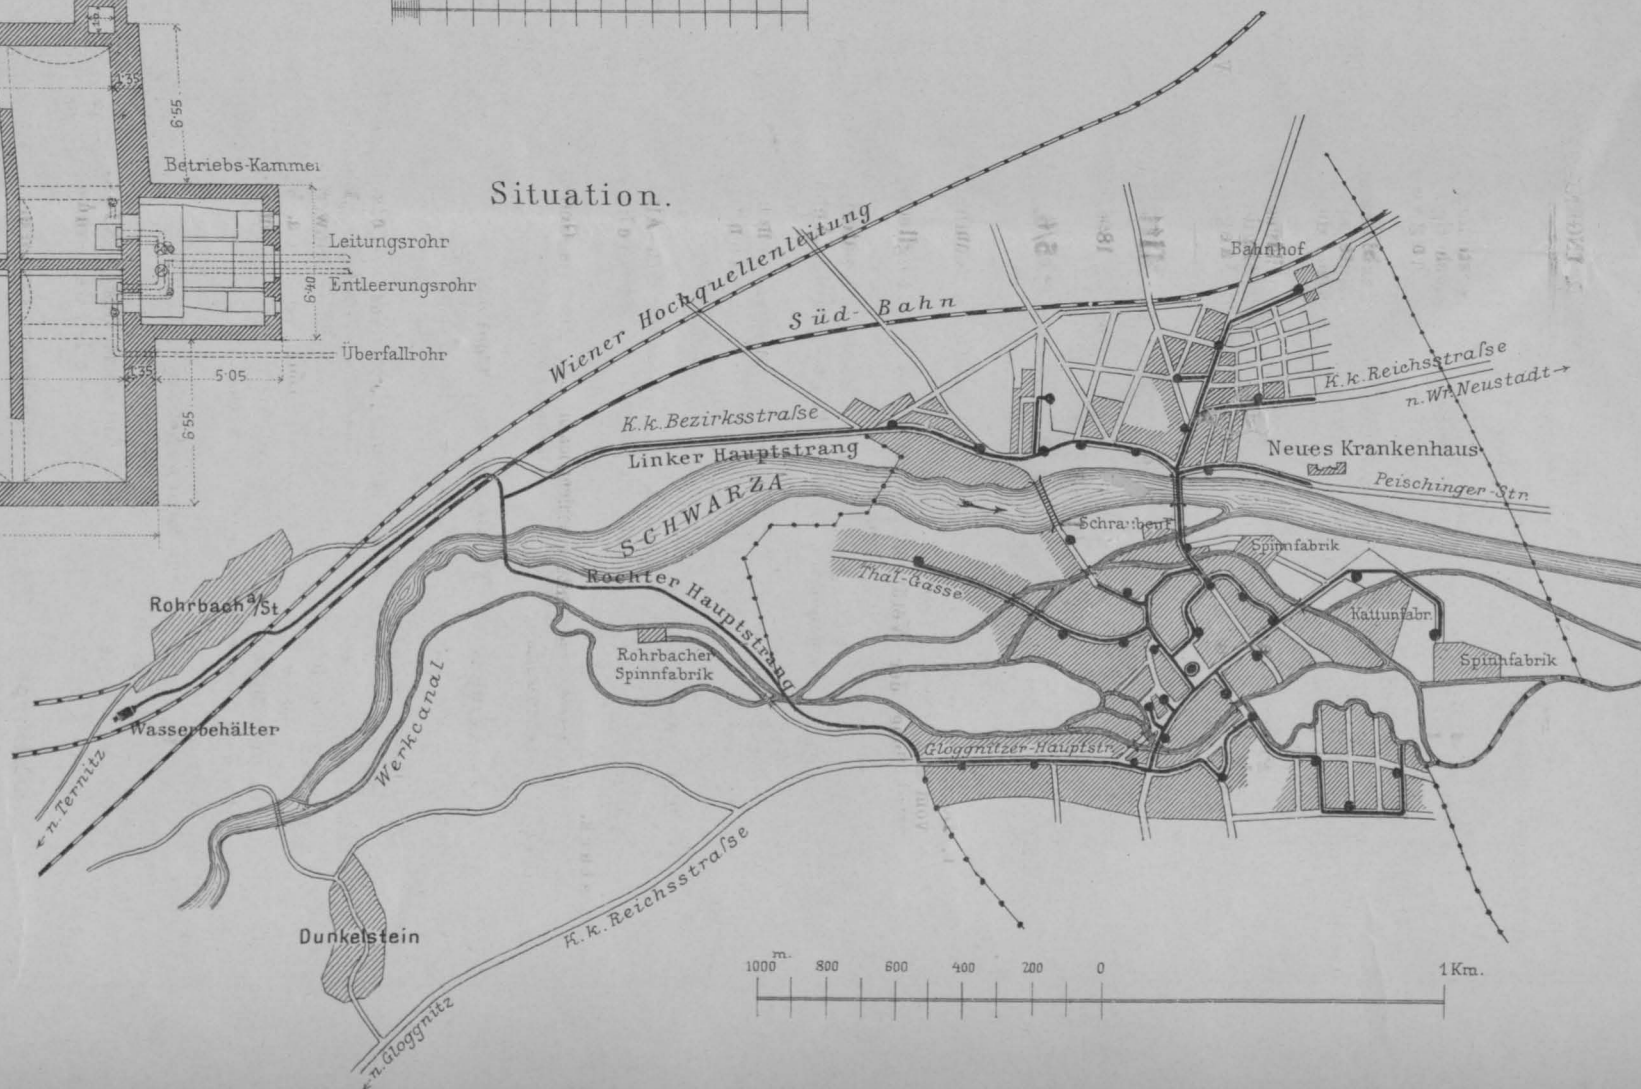 1·35
6·55
Betriebs-Kammer
Leitungsrohr
Entleerungsrohr
6·40
Überfallrohr
1·35
5·05
6·55
Situation.
Wiener Hochquellenleitung
Süd-Bahn
Bahnhof
K.k. Reichsstraſse
n. Wr. Neustadt
K.k. Bezirksstraſse
Linker Hauptstrang
Neues Krankenhaus
Peischinger-Str.
SCHWARZA
Spinnfabrik
Thal-Gasse
Rechter Hauptstrang
Rohrbach a/St
Kattunfabr.
Rohrbacher
Spinnfabrik
Spinnfabrik
Wasserbehälter
Werkcanal
Gloggnitzer-Hauptstr.
n. Ternitz
K.k. Reichsstraſse
Dunkelstein
n. Gloggnitz
1000 m. 800 600 400 200 0 1 Km.